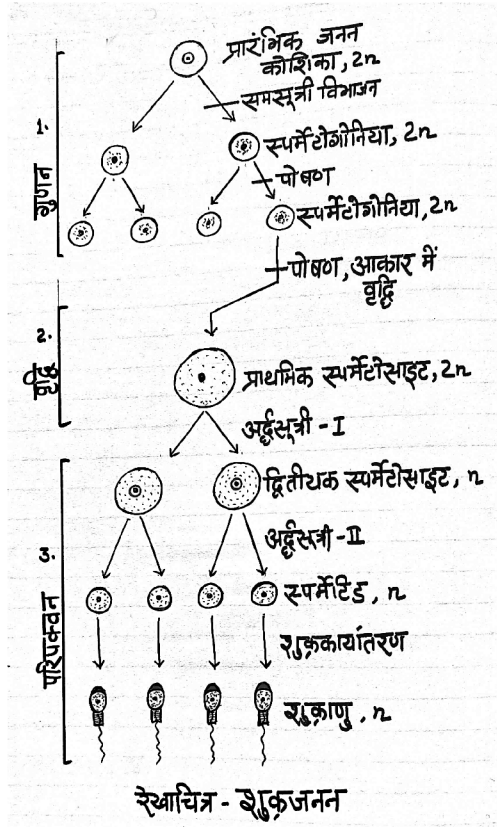 प्रारंभिक जनन
कोशिका, 2n
समसूत्री विभाजन
1.
गुणन
स्पर्मेटोगोनिया, 2n
पोषण
स्पर्मेटोगोनिया, 2n
पोषण, आकार में
वृद्धि
2.
वृद्धि
प्राथमिक स्पर्मेटोसाइट, 2n
अर्द्धसूत्री - I
द्वितीयक स्पर्मेटोसाइट, n
अर्द्धसूत्री - II
3.
परिपक्वन
स्पर्मेटिड, n
शुक्रकायांतरण
शुक्राणु, n
रेखाचित्र - शुक्रजनन